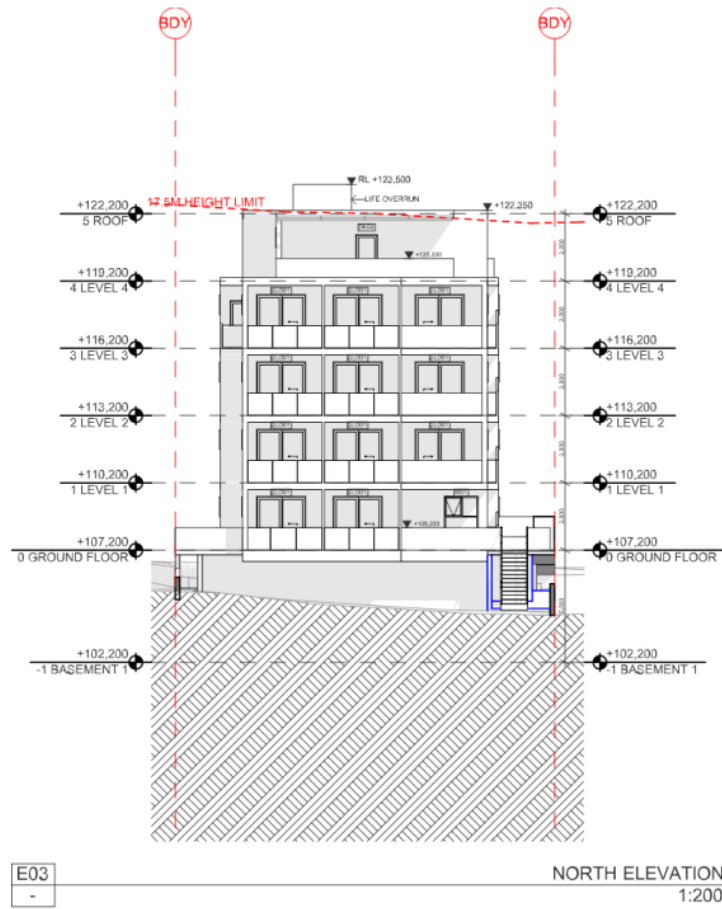 BDY
BDY
RL +123,500
+122,200
5 ROOF
17.5M HEIGHT LIMIT
LIFE OVERRUN
+122,350
+122,200
5 ROOF
+119,200
4 LEVEL 4
+119,200
4 LEVEL 4
+116,200
3 LEVEL 3
+116,200
3 LEVEL 3
+113,200
2 LEVEL 2
+113,200
2 LEVEL 2
+110,200
1 LEVEL 1
+110,200
1 LEVEL 1
+107,200
0 GROUND FLOOR
+107,200
0 GROUND FLOOR
+102,200
-1 BASEMENT 1
+102,200
-1 BASEMENT 1
E03
-
NORTH ELEVATION
1:200